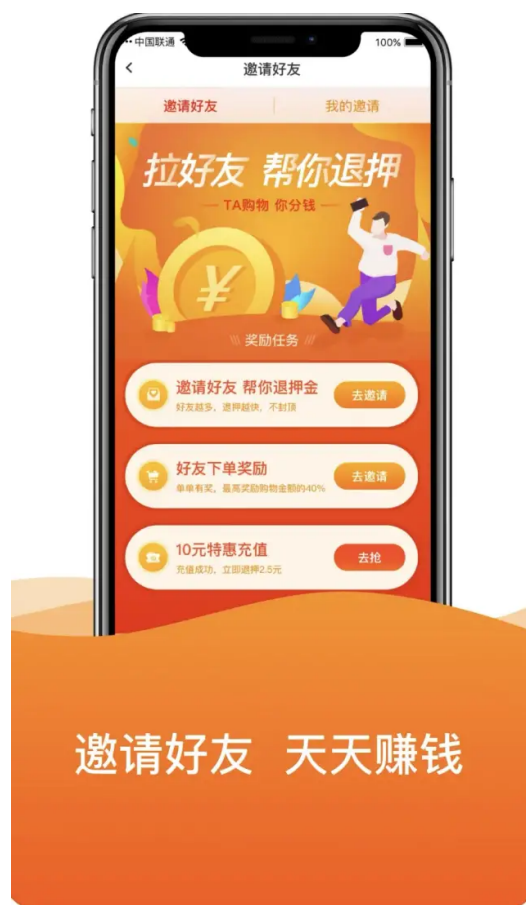 中国联通
100%
邀请好友
邀请好友
我的邀请
拉好友 帮你退押
TA购物 你分钱
奖励任务
邀请好友 帮你退押金
好友越多，退押越快，不封顶
去邀请
好友下单奖励
单单有奖，最高奖励购物金额的40%
去邀请
10元特惠充值
充值成功，立即退押2.5元
去抢
邀请好友 天天赚钱